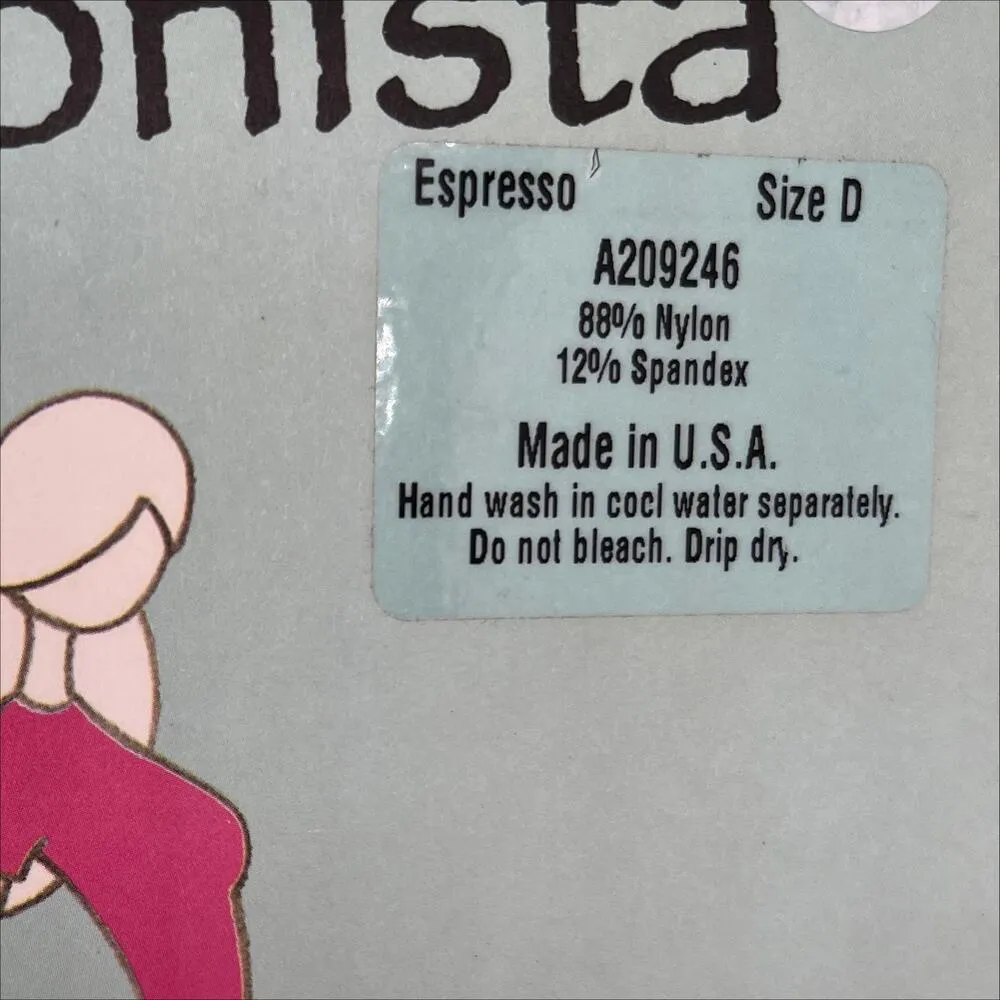 onista
Espresso Size D
A209246
88% Nylon
12% Spandex
Made in U.S.A.
Hand wash in cocl water separately.
Do not bleach. Drip dry.